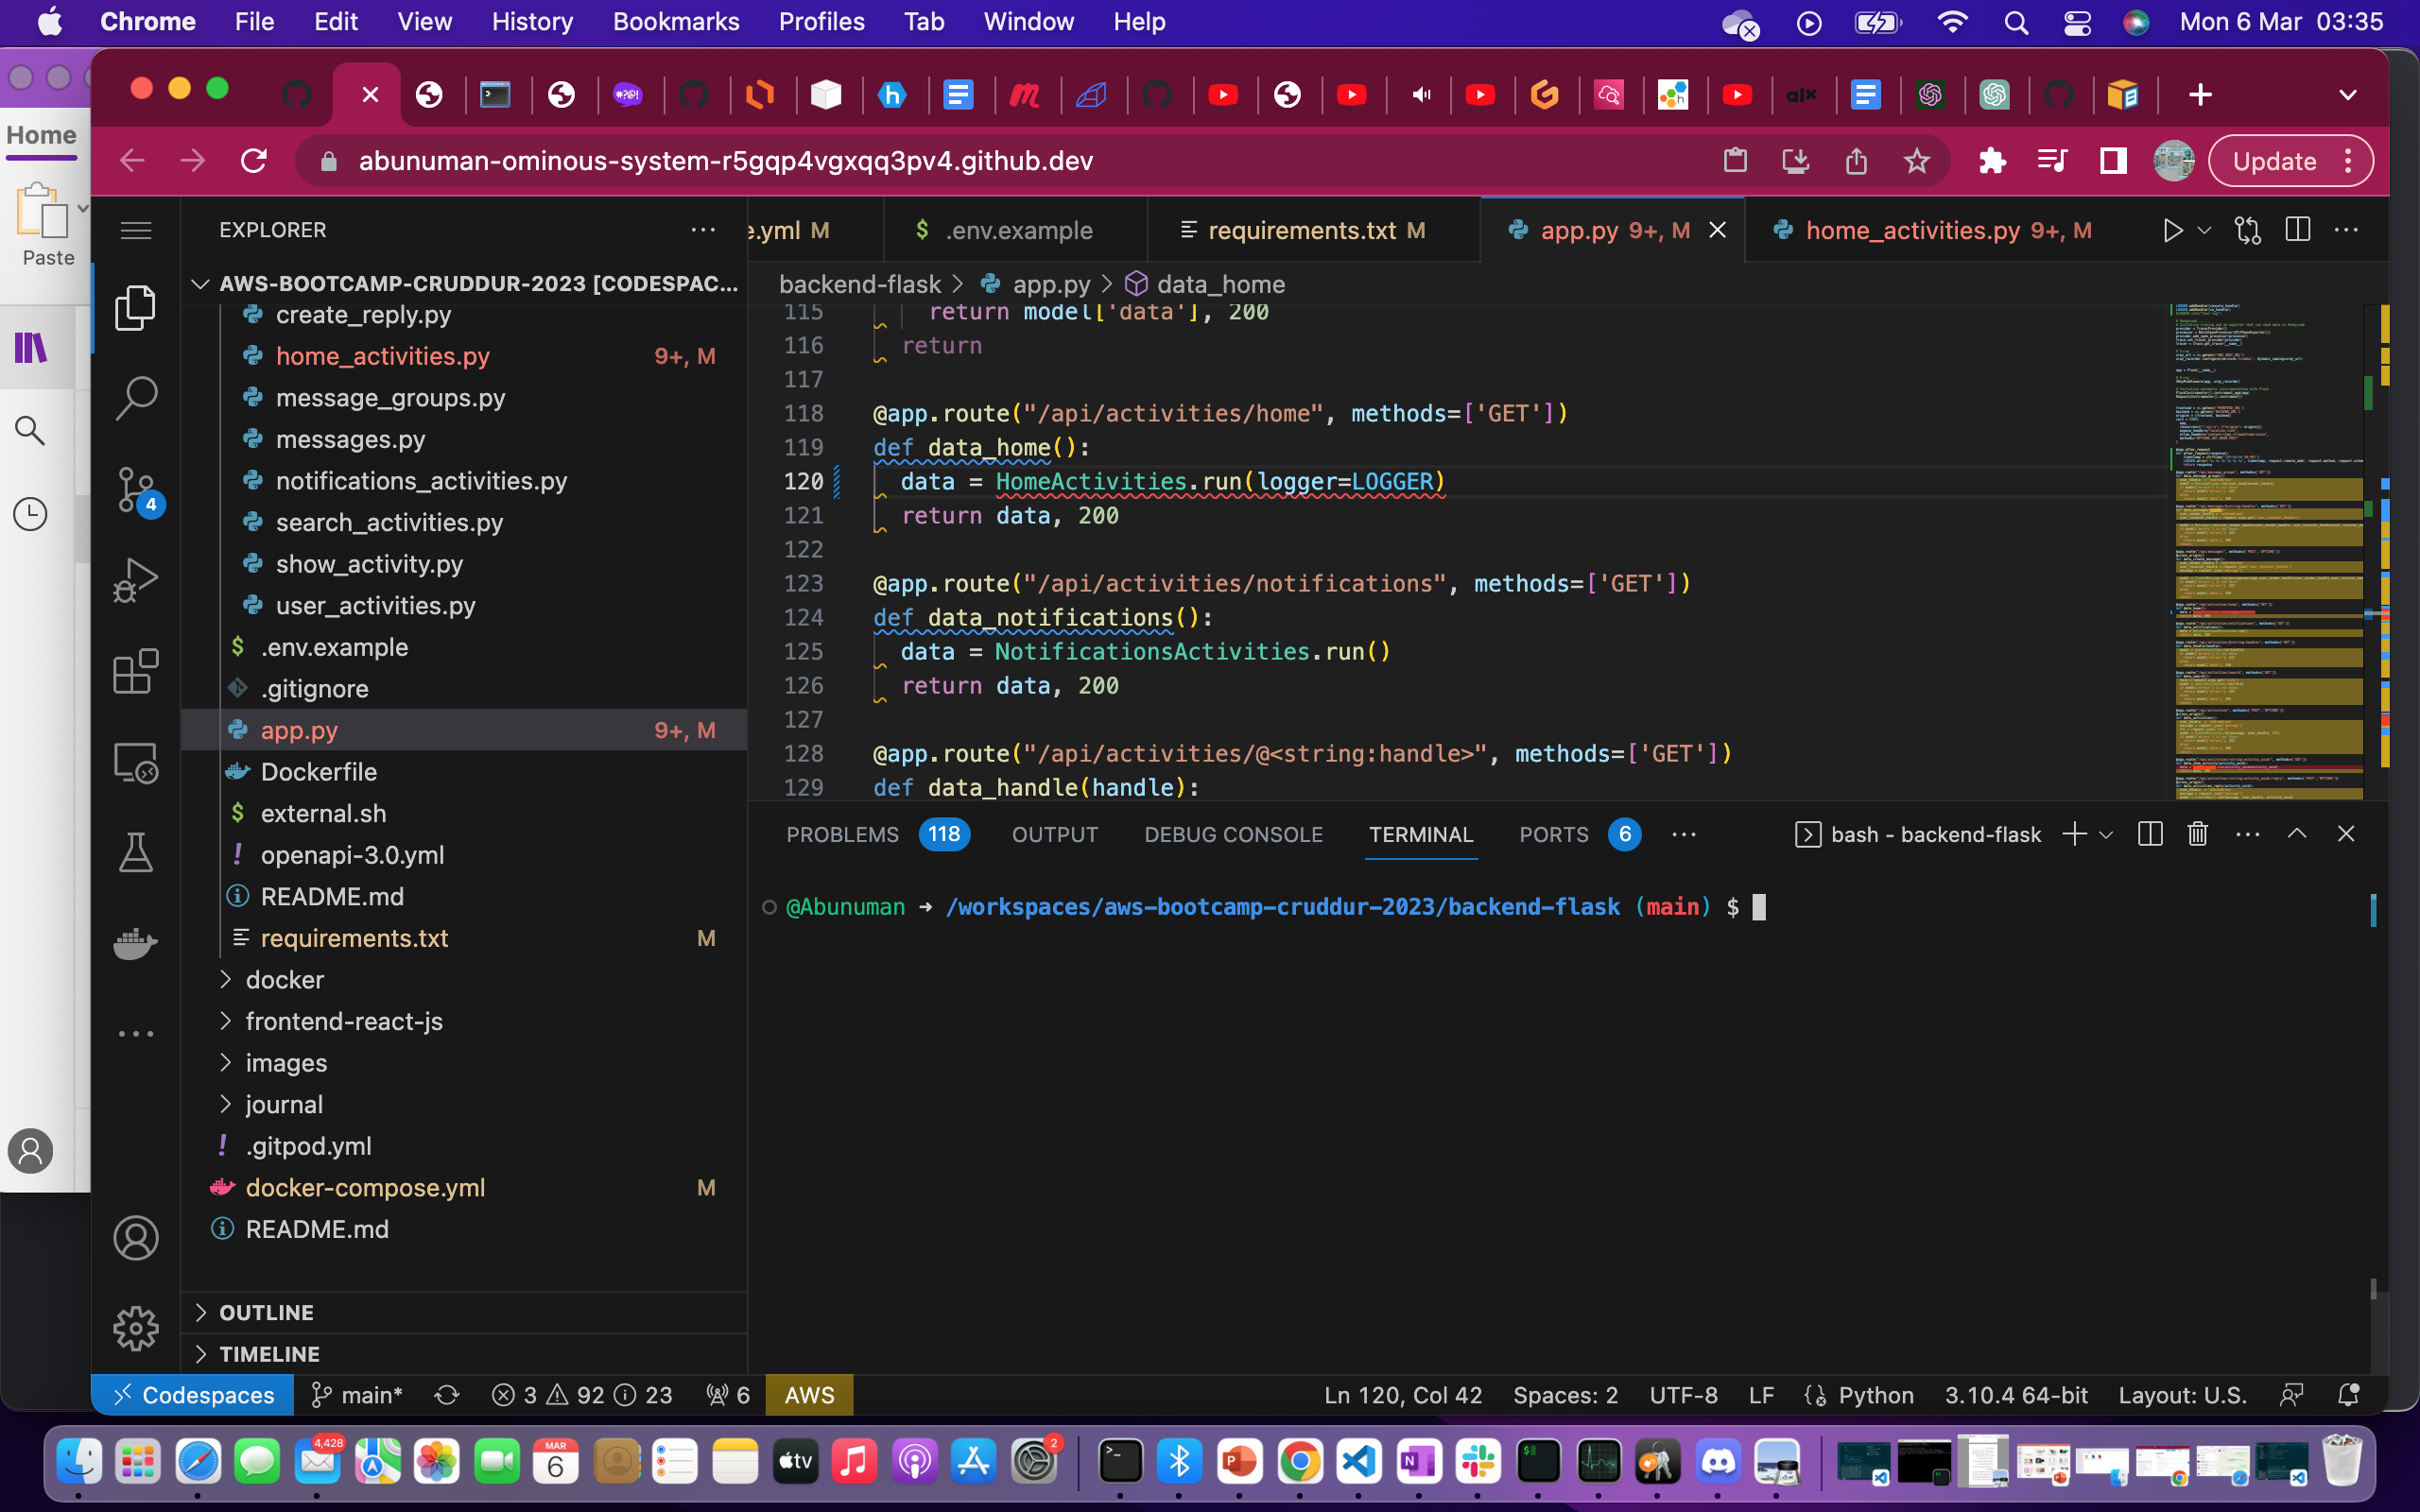 Chrome File Edit View History Bookmarks Profiles Tab Window Help Mon 6 Mar 03:35
Home
Paste
abunuman-ominous-system-r5gqp4vgxqq3pv4.github.dev
Update
EXPLORER
AWS-BOOTCAMP-CRUDDUR-2023 [CODESPAC...
create_reply.py
home_activities.py 9+, M
message_groups.py
messages.py
notifications_activities.py
search_activities.py
show_activity.py
user_activities.py
$ .env.example
.gitignore
app.py 9+, M
Dockerfile
$ external.sh
! openapi-3.0.yml
README.md
requirements.txt M
docker
frontend-react-js
images
journal
! .gitpod.yml
docker-compose.yml M
README.md
OUTLINE
TIMELINE
4
e.yml M
$ .env.example
requirements.txt M
app.py 9+, M
home_activities.py 9+, M
backend-flask > app.py > data_home
115 return model['data'], 200
116 return
117
118 @app.route("/api/activities/home", methods=['GET'])
119 def data_home():
120 data = HomeActivities.run(logger=LOGGER)
121 return data, 200
122
123 @app.route("/api/activities/notifications", methods=['GET'])
124 def data_notifications():
125 data = NotificationsActivities.run()
126 return data, 200
127
128 @app.route("/api/activities/@<string:handle>", methods=['GET'])
129 def data_handle(handle):
PROBLEMS 118 OUTPUT DEBUG CONSOLE TERMINAL PORTS 6 bash - backend-flask
@Abunuman → /workspaces/aws-bootcamp-cruddur-2023/backend-flask (main) $
Codespaces main* 3 92 23 6 AWS Ln 120, Col 42 Spaces: 2 UTF-8 LF Python 3.10.4 64-bit Layout: U.S.
4,428
MAR
6
tv
2